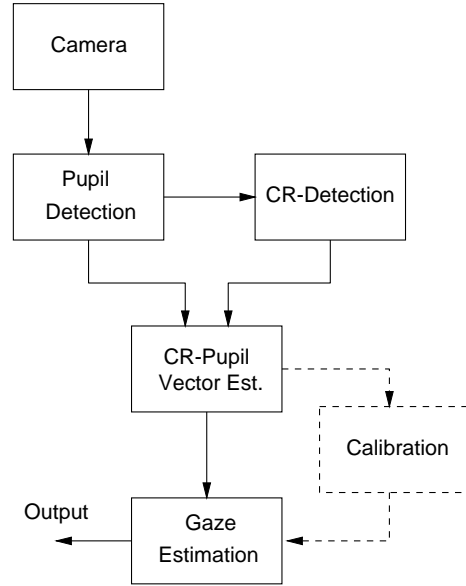 Camera
Pupil
Detection
CR-Detection
CR-Pupil
Vector Est.
Calibration
Output
Gaze
Estimation